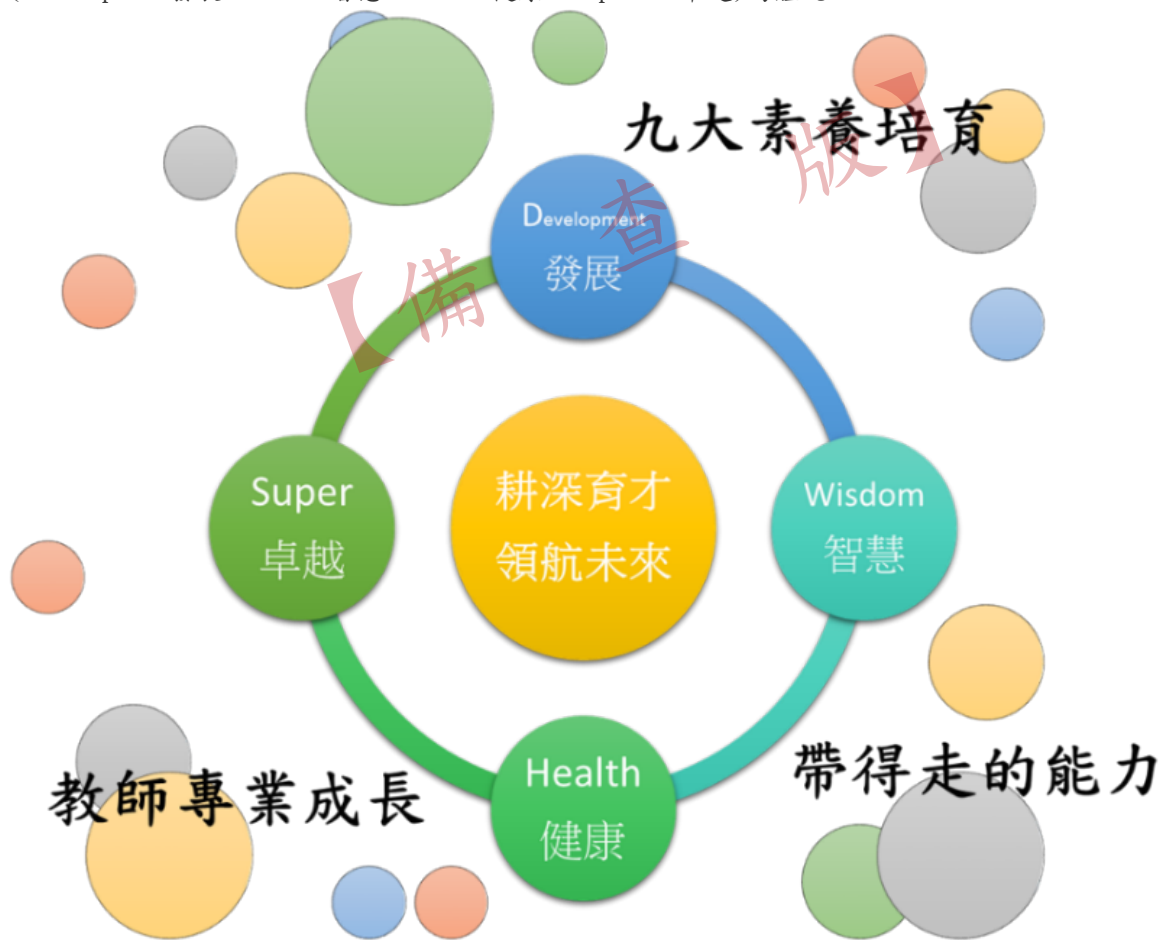 九大素養培育
Development
發展
【備查版】
Super
卓越
耕深育才
領航未來
Wisdom
智慧
Health
健康
教師專業成長
帶得走的能力